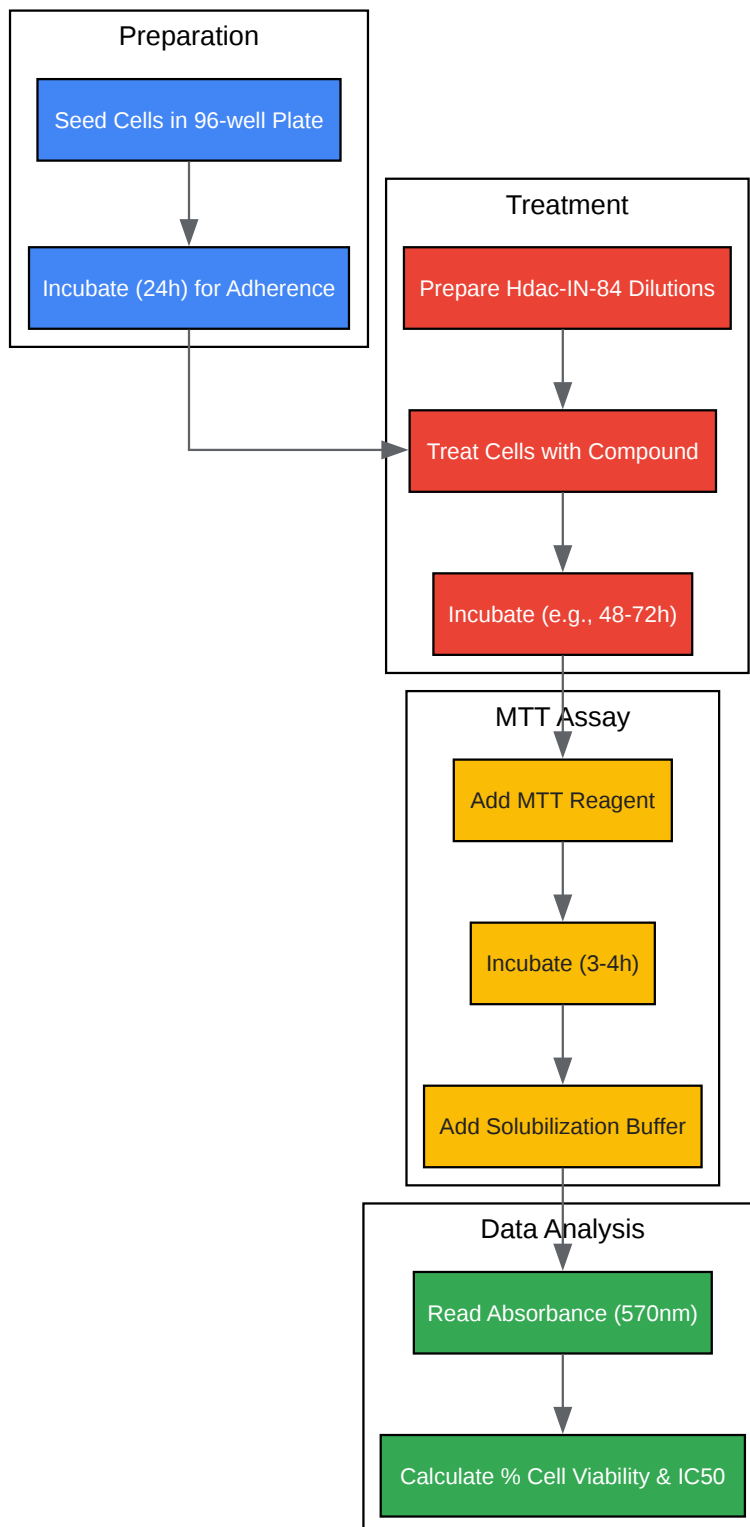 Preparation
Seed Cells in 96-well Plate
Incubate (24h) for Adherence
Treatment
Prepare Hdac-IN-84 Dilutions
Treat Cells with Compound
Incubate (e.g., 48-72h)
MTT Assay
Add MTT Reagent
Incubate (3-4h)
Add Solubilization Buffer
Data Analysis
Read Absorbance (570nm)
Calculate % Cell Viability & IC50